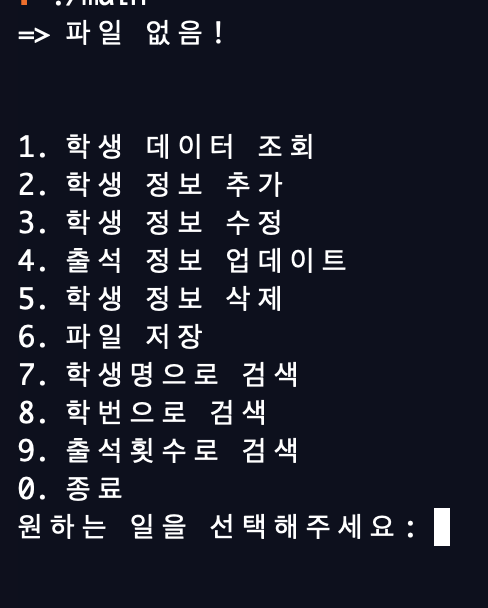 ./main
=> 파일 없음!
1. 학생 데이터 조회
2. 학생 정보 추가
3. 학생 정보 수정
4. 출석 정보 업데이트
5. 학생 정보 삭제
6. 파일 저장
7. 학생명으로 검색
8. 학번으로 검색
9. 출석횟수로 검색
0. 종료
원하는 일을 선택해주세요: